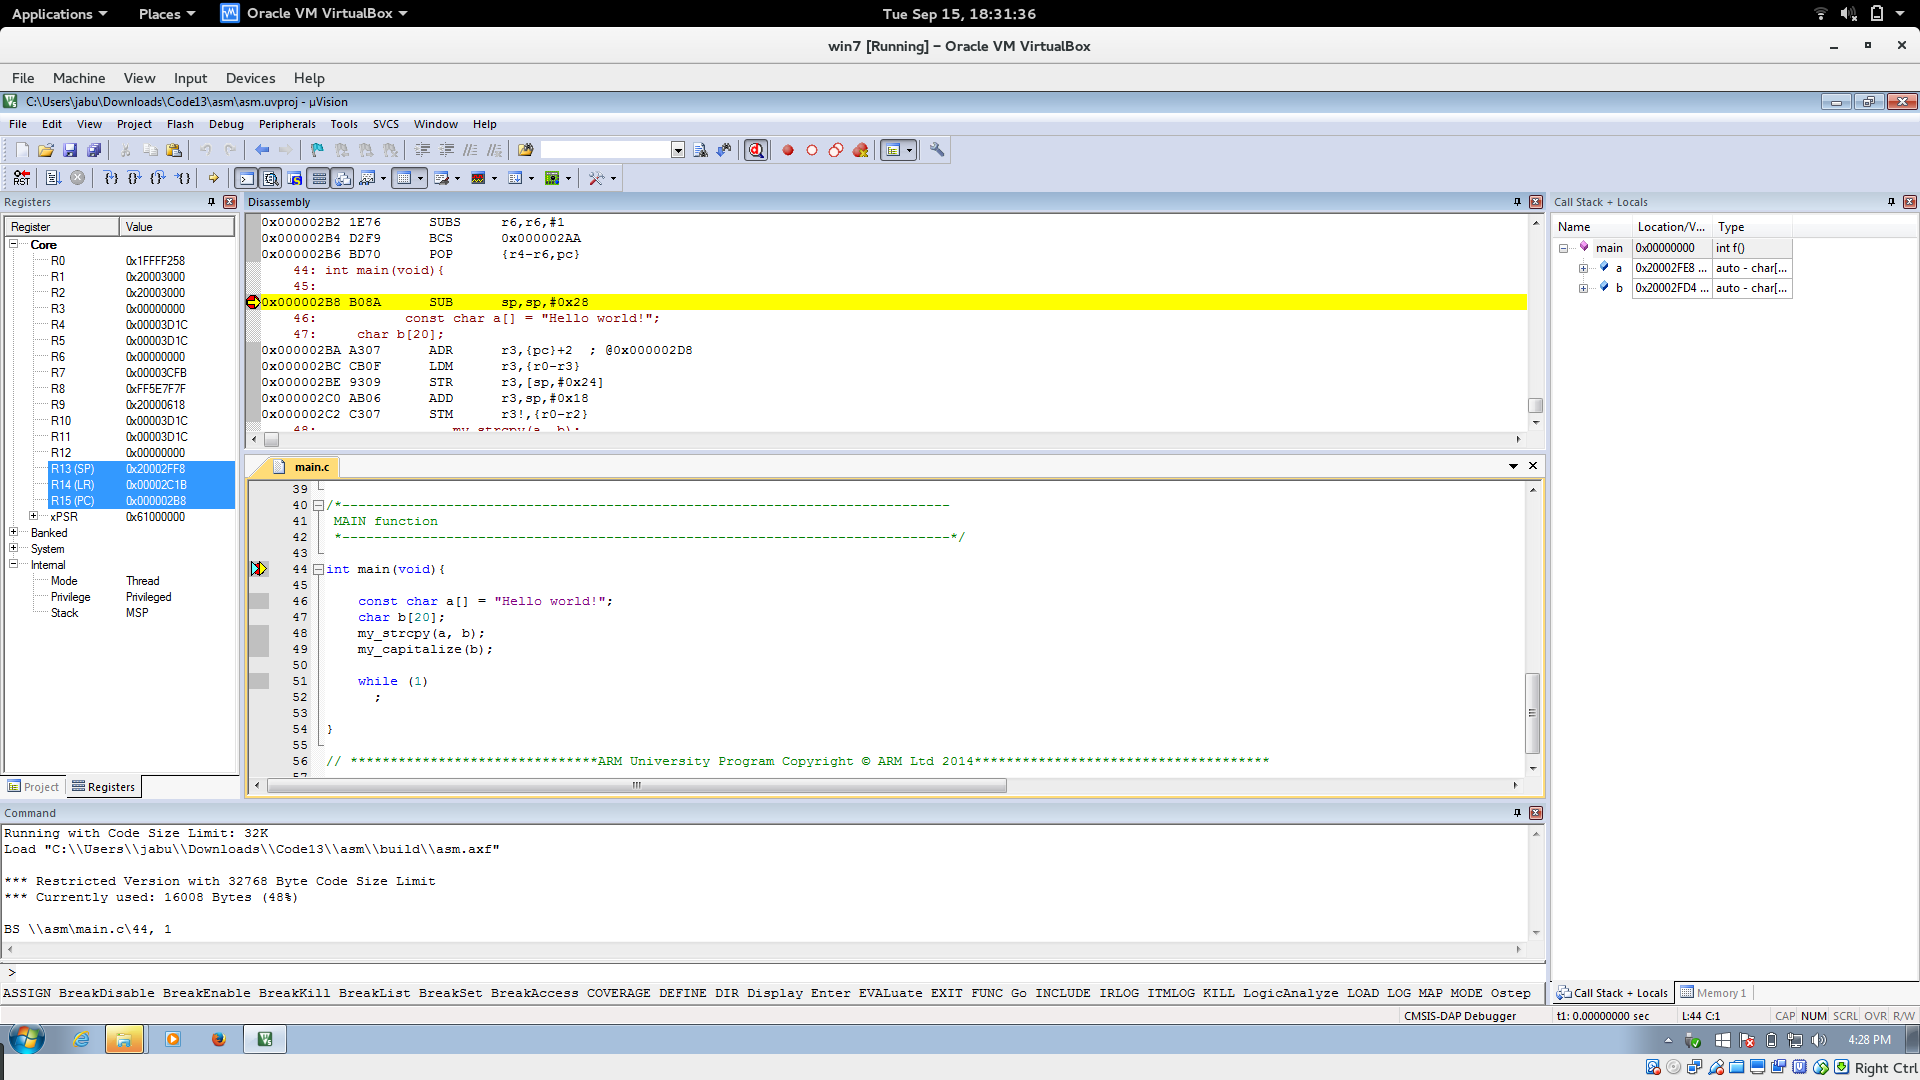 Applications Places Oracle VM VirtualBox Tue Sep 15, 18:31:36
win7 [Running] – Oracle VM VirtualBox
File Machine View Input Devices Help
C:\Users\jabu\Downloads\Code13\asm\asm.uvproj - µVision
File Edit View Project Flash Debug Peripherals Tools SVCS Window Help
RST
Registers
Register Value
Core
R0 0x1FFFF258
R1 0x20003000
R2 0x20003000
R3 0x00000000
R4 0x00003D1C
R5 0x00003D1C
R6 0x00000000
R7 0x00003CFB
R8 0xFF5E7F7F
R9 0x20000618
R10 0x00003D1C
R11 0x00003D1C
R12 0x00000000
R13 (SP) 0x20002FF8
R14 (LR) 0x00002C1B
R15 (PC) 0x000002B8
xPSR 0x61000000
Banked
System
Internal
Mode Thread
Privilege Privileged
Stack MSP
Project Registers
Disassembly
0x000002B2 1E76 SUBS r6,r6,#1
0x000002B4 D2F9 BCS 0x000002AA
0x000002B6 BD70 POP {r4-r6,pc}
44: int main(void){
45:
0x000002B8 B08A SUB sp,sp,#0x28
46: const char a[] = "Hello world!";
47: char b[20];
0x000002BA A307 ADR r3,{pc}+2 ; @0x000002D8
0x000002BC CB0F LDM r3,{r0-r3}
0x000002BE 9309 STR r3,[sp,#0x24]
0x000002C0 AB06 ADD r3,sp,#0x18
0x000002C2 C307 STM r3!,{r0-r2}
48: my_strcpy(a, b);
main.c
39
40 /*----------------------------------------------------------------------------
41 MAIN function
42 *----------------------------------------------------------------------------*/
43
44 int main(void){
45
46 const char a[] = "Hello world!";
47 char b[20];
48 my_strcpy(a, b);
49 my_capitalize(b);
50
51 while (1)
52 ;
53
54 }
55
56 // *******************************ARM University Program Copyright © ARM Ltd 2014*************************************
57
Call Stack + Locals
Name Location/V... Type
main 0x00000000 int f()
a 0x20002FE8 ... auto - char[...
b 0x20002FD4 ... auto - char[...
Call Stack + Locals Memory 1
Command
Running with Code Size Limit: 32K
Load "C:\\Users\\jabu\\Downloads\\Code13\\asm\\build\\asm.axf"
*** Restricted Version with 32768 Byte Code Size Limit
*** Currently used: 16008 Bytes (48%)
BS \\asm\main.c\44, 1
>
ASSIGN BreakDisable BreakEnable BreakKill BreakList BreakSet BreakAccess COVERAGE DEFINE DIR Display Enter EVALuate EXIT FUNC Go INCLUDE IRLOG ITMLOG KILL LogicAnalyze LOAD LOG MAP MODE Ostep
CMSIS-DAP Debugger t1: 0.00000000 sec L:44 C:1 CAP NUM SCRL OVR R/W
4:28 PM
Right Ctrl